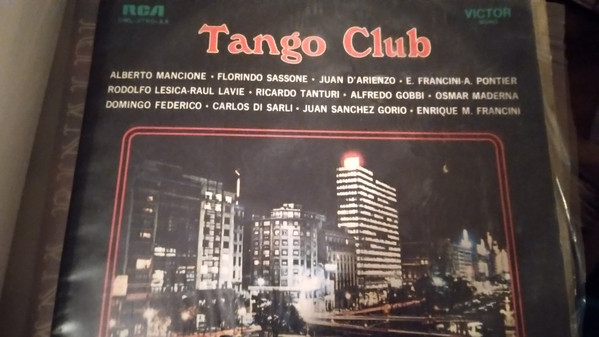 RCA
VICTOR
MONO
Tango Club
ALBERTO MANCIONE • FLORINDO SASSONE • JUAN D'ARIENZO • E. FRANCINI-A. PONTIER
RODOLFO LESICA-RAUL LAVIE • RICARDO TANTURI • ALFREDO GOBBI • OSMAR MADERNA
DOMINGO FEDERICO • CARLOS DI SARLI • JUAN SANCHEZ GORIO • ENRIQUE M. FRANCINI